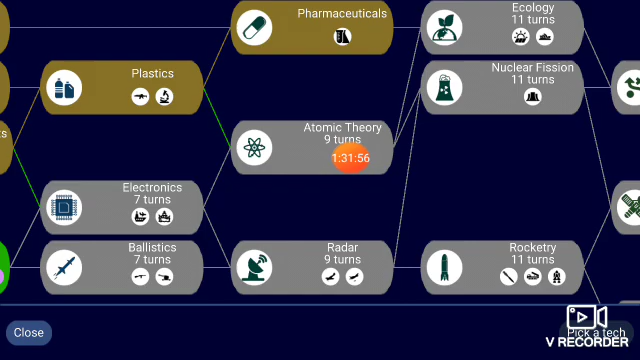 Pharmaceuticals
Ecology
11 turns
Plastics
Nuclear Fission
11 turns
Atomic Theory
9 turns
1:31:56
Electronics
7 turns
Ballistics
7 turns
Radar
9 turns
Rocketry
11 turns
Close
Pick a tech
V RECORDER